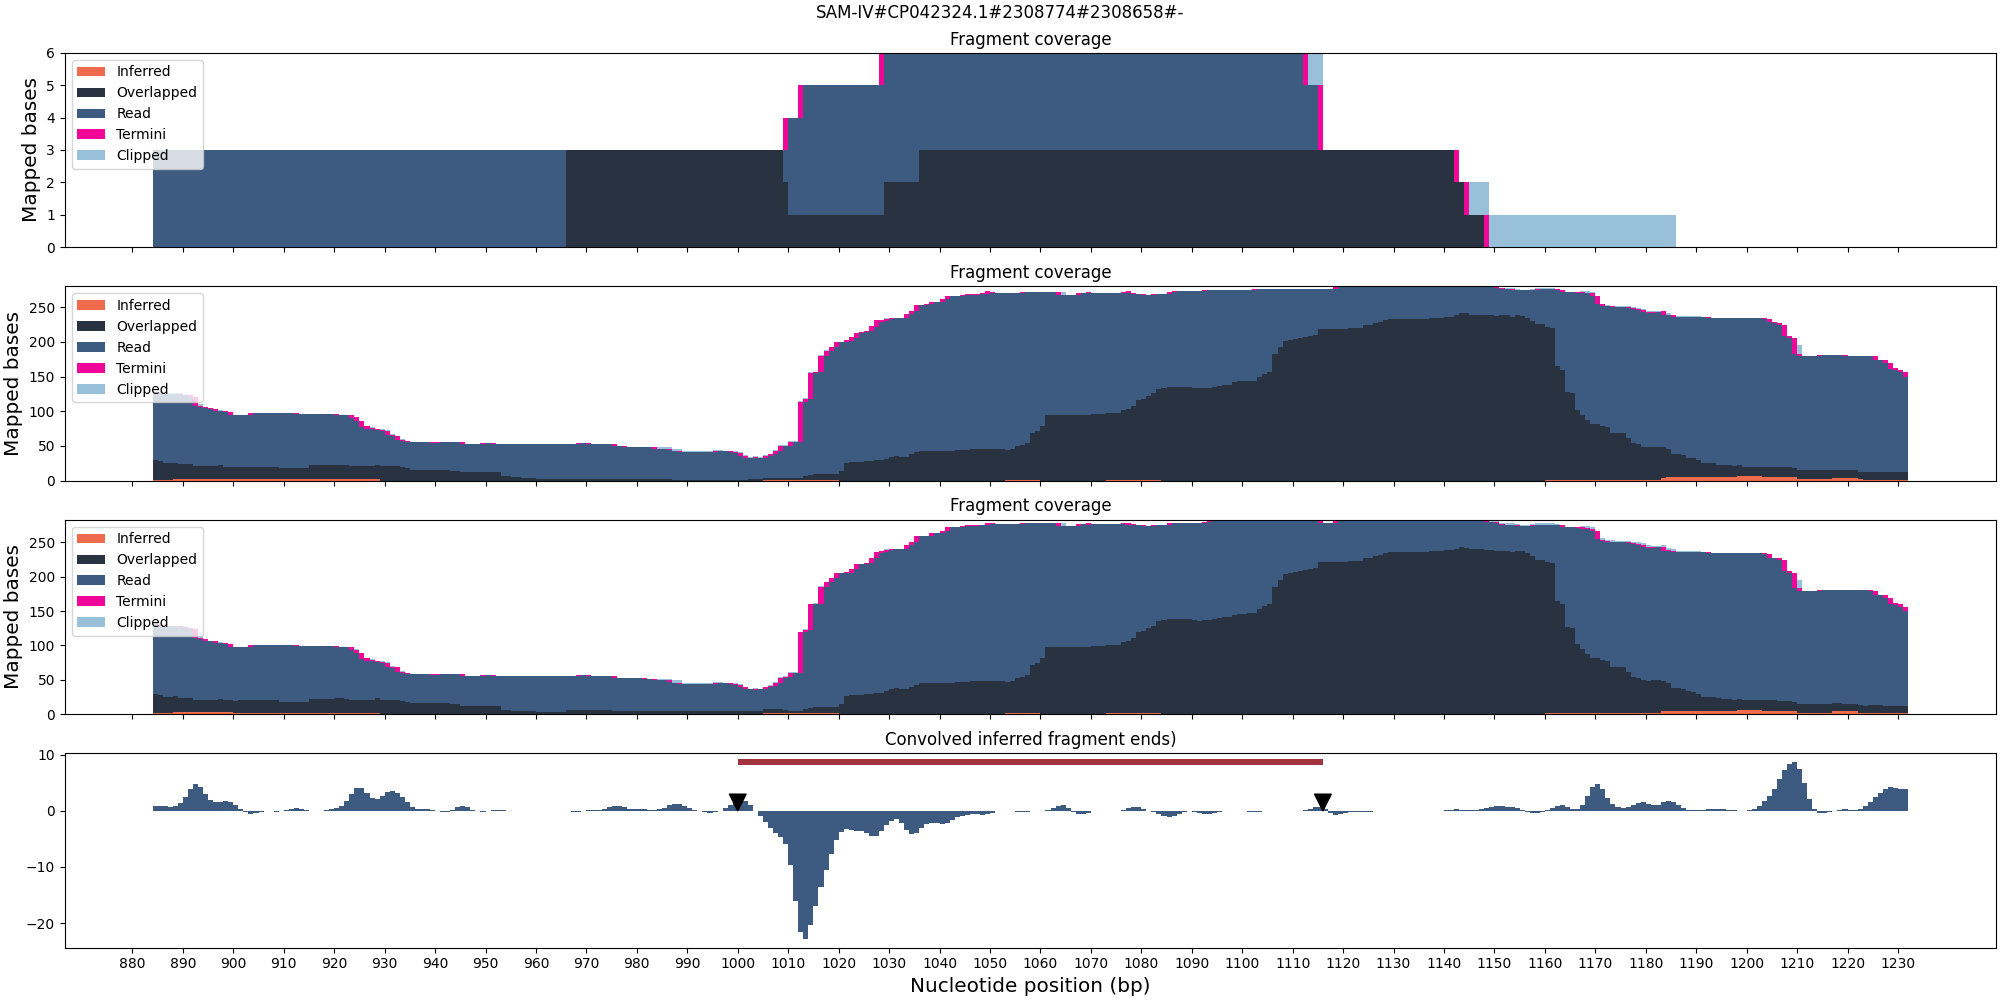 SAM-IV#CP042324.1#2308774#2308658#-
Fragment coverage
Mapped bases
6
5
4
3
2
1
0
Inferred
Overlapped
Read
Termini
Clipped
Fragment coverage
Mapped bases
250
200
150
100
50
0
Inferred
Overlapped
Read
Termini
Clipped
Fragment coverage
Mapped bases
250
200
150
100
50
0
Inferred
Overlapped
Read
Termini
Clipped
Convolved inferred fragment ends)
10
0
−10
−20
880 890 900 910 920 930 940 950 960 970 980 990 1000 1010 1020 1030 1040 1050 1060 1070 1080 1090 1100 1110 1120 1130 1140 1150 1160 1170 1180 1190 1200 1210 1220 1230
Nucleotide position (bp)